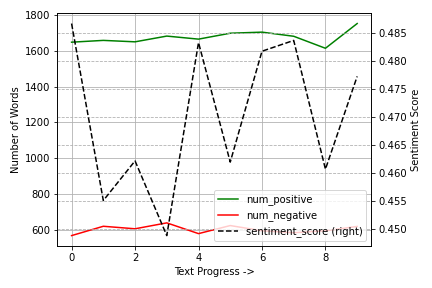 1800
1600
1400
1200
1000
800
600
0.485
0.480
0.475
0.470
0.465
0.460
0.455
0.450
Number of Words
Sentiment Score
num_positive
num_negative
sentiment_score (right)
0 2 4 6 8
Text Progress ->